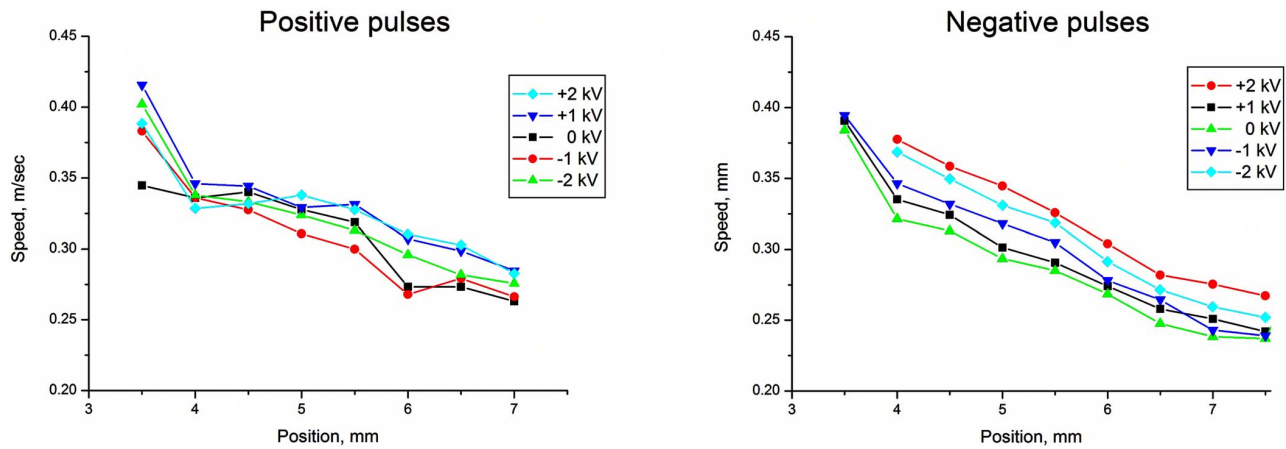 Positive pulses
0.45
0.40
0.35
0.30
0.25
0.20
Speed, m/sec
3
4
5
6
7
Position, mm
+2 kV
+1 kV
0 kV
-1 kV
-2 kV
Negative pulses
0.45
0.40
0.35
0.30
0.25
0.20
Speed, mm
3
4
5
6
7
Position, mm
+2 kV
+1 kV
0 kV
-1 kV
-2 kV